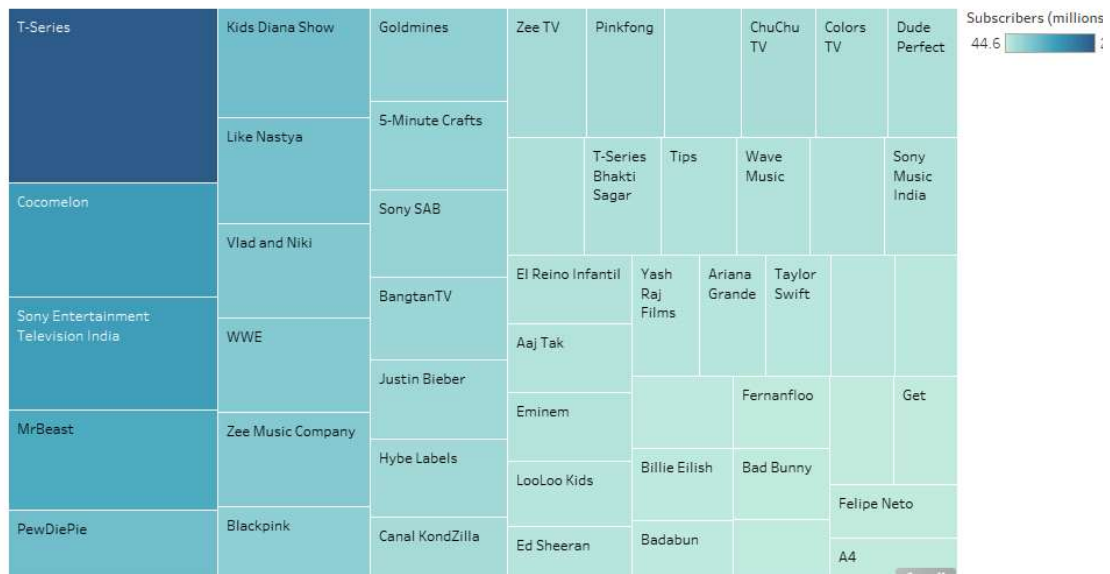 T-Series
Cocomelon
Sony Entertainment
Television India
MrBeast
PewDiePie
Kids Diana Show
Like Nastya
Vlad and Niki
WWE
Zee Music Company
Blackpink
Goldmines
5-Minute Crafts
Sony SAB
BangtanTV
Justin Bieber
Hybe Labels
Canal KondZilla
Zee TV
Pinkfong
ChuChu
TV
Colors
TV
Dude
Perfect
T-Series
Bhakti
Sagar
Tips
Wave
Music
Sony
Music
India
El Reino Infantil
Aaj Tak
Eminem
LooLoo Kids
Ed Sheeran
Yash
Raj
Films
Ariana
Grande
Taylor
Swift
Billie Eilish
Badabun
Fernanfloo
Bad Bunny
Get
Felipe Neto
A4
Subscribers (millions
44.6